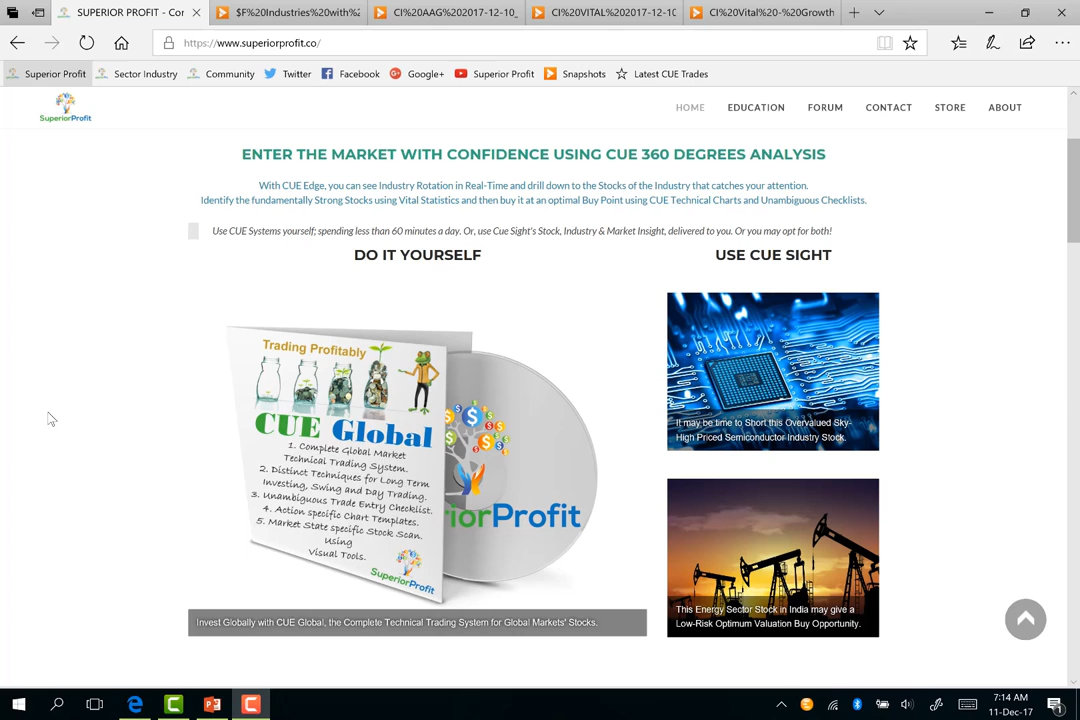 SUPERIOR PROFIT - Cor
$F%20Industries%20with%
CI%20AAG%202017-12-10_
CI%20VITAL%202017-12-10
CI%20Vital%20-%20Growth
https://www.superiorprofit.co/
Superior Profit
Sector Industry
Community
Twitter
Facebook
Google+
Superior Profit
Snapshots
Latest CUE Trades
SuperiorProfit
HOME
EDUCATION
FORUM
CONTACT
STORE
ABOUT
ENTER THE MARKET WITH CONFIDENCE USING CUE 360 DEGREES ANALYSIS
With CUE Edge, you can see Industry Rotation in Real-Time and drill down to the Stocks of the Industry that catches your attention.
Identify the fundamentally Strong Stocks using Vital Statistics and then buy it at an optimal Buy Point using CUE Technical Charts and Unambiguous Checklists.
Use CUE Systems yourself; spending less than 60 minutes a day. Or, use Cue Sight's Stock, Industry & Market Insight, delivered to you. Or you may opt for both!
DO IT YOURSELF
USE CUE SIGHT
Trading Profitably
CUE Global
1. Complete Global Market
Technical Trading System.
2. Distinct Techniques for Long Term
Investing, Swing and Day Trading.
3. Unambiguous Trade Entry Checklist.
4. Action specific Chart Templates.
5. Market State specific Stock Scan.
Using
Visual Tools.
SuperiorProfit
iorProfit
Invest Globally with CUE Global, the Complete Technical Trading System for Global Markets' Stocks.
It may be time to Short this Overvalued Sky-
High Priced Semiconductor Industry Stock.
This Energy Sector Stock in India may give a
Low-Risk Optimum Valuation Buy Opportunity.
7:14 AM
11-Dec-17
1